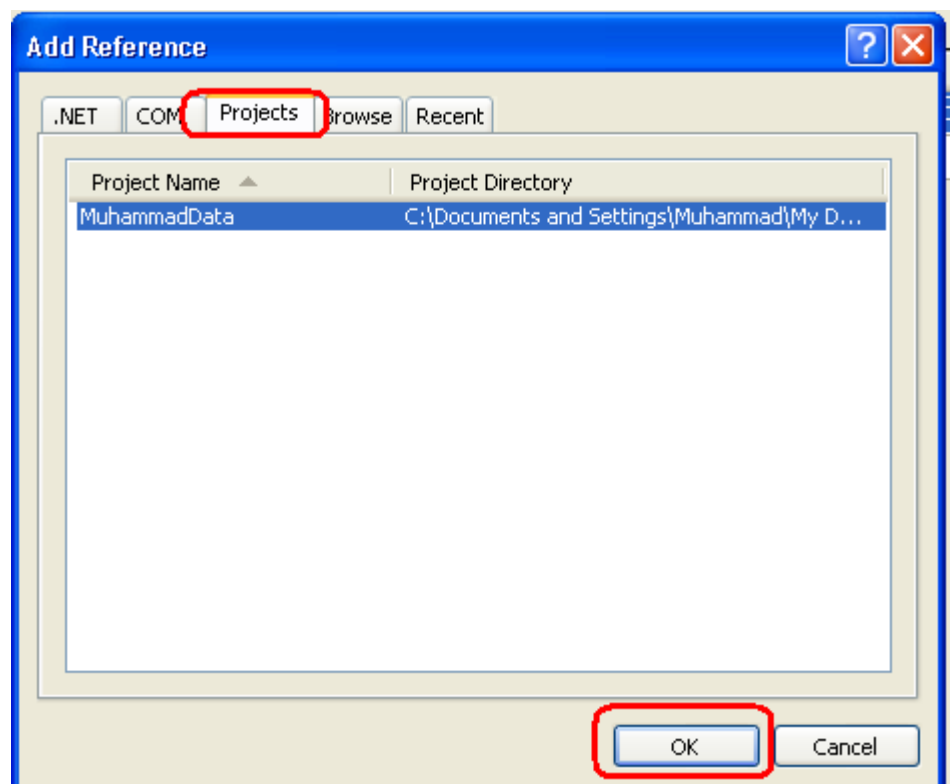 Add Reference
.NET COM Projects Browse Recent
Project Name Project Directory
MuhammadData C:\Documents and Settings\Muhammad\My D...
OK Cancel